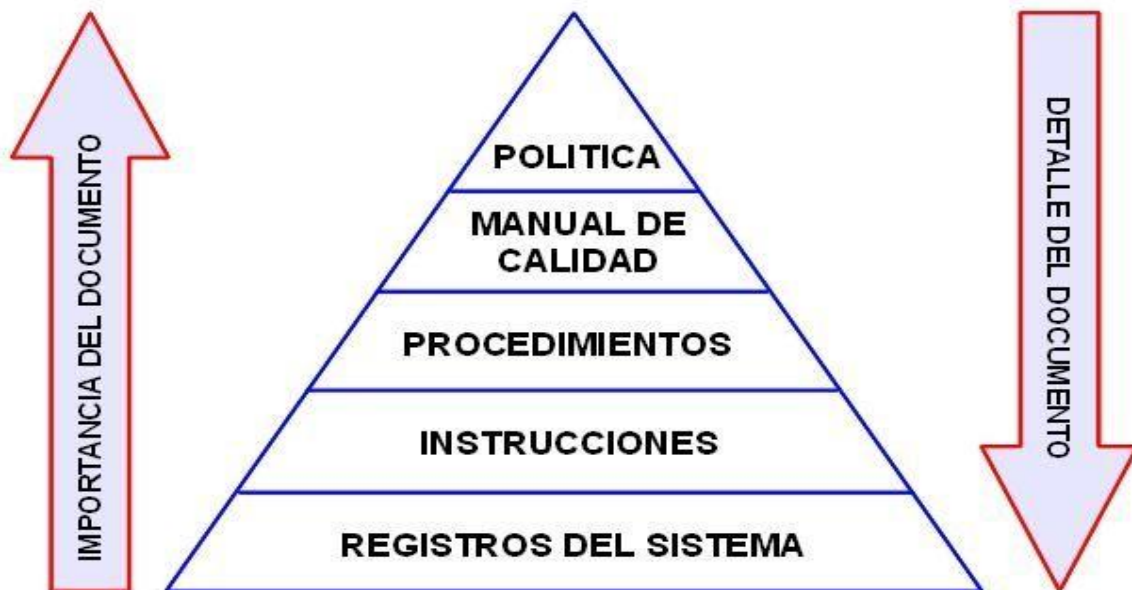 IMPORTANCIA DEL DOCUMENTO
POLITICA
MANUAL DE
CALIDAD
PROCEDIMIENTOS
INSTRUCCIONES
REGISTROS DEL SISTEMA
DETALLE DEL DOCUMENTO